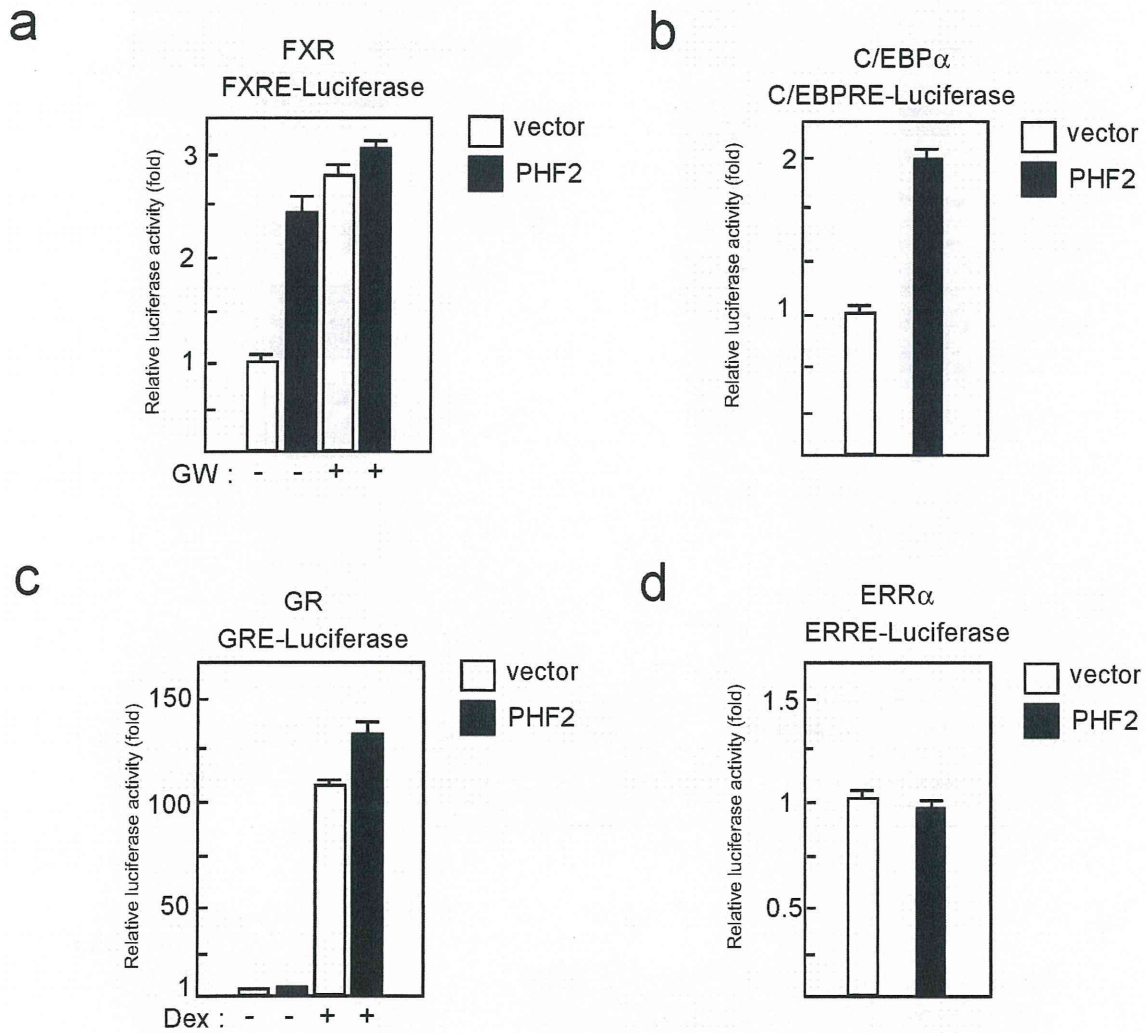 a
FXR
FXRE-Luciferase
vector
PHF2
Relative luciferase activity (fold)
3
2
1
GW : - - + +
b
C/EBPα
C/EBPRE-Luciferase
vector
PHF2
Relative luciferase activity (fold)
2
1
c
GR
GRE-Luciferase
vector
PHF2
Relative luciferase activity (fold)
150
100
50
1
Dex : - - + +
d
ERRα
ERRE-Luciferase
vector
PHF2
Relative luciferase activity (fold)
1.5
1
0.5